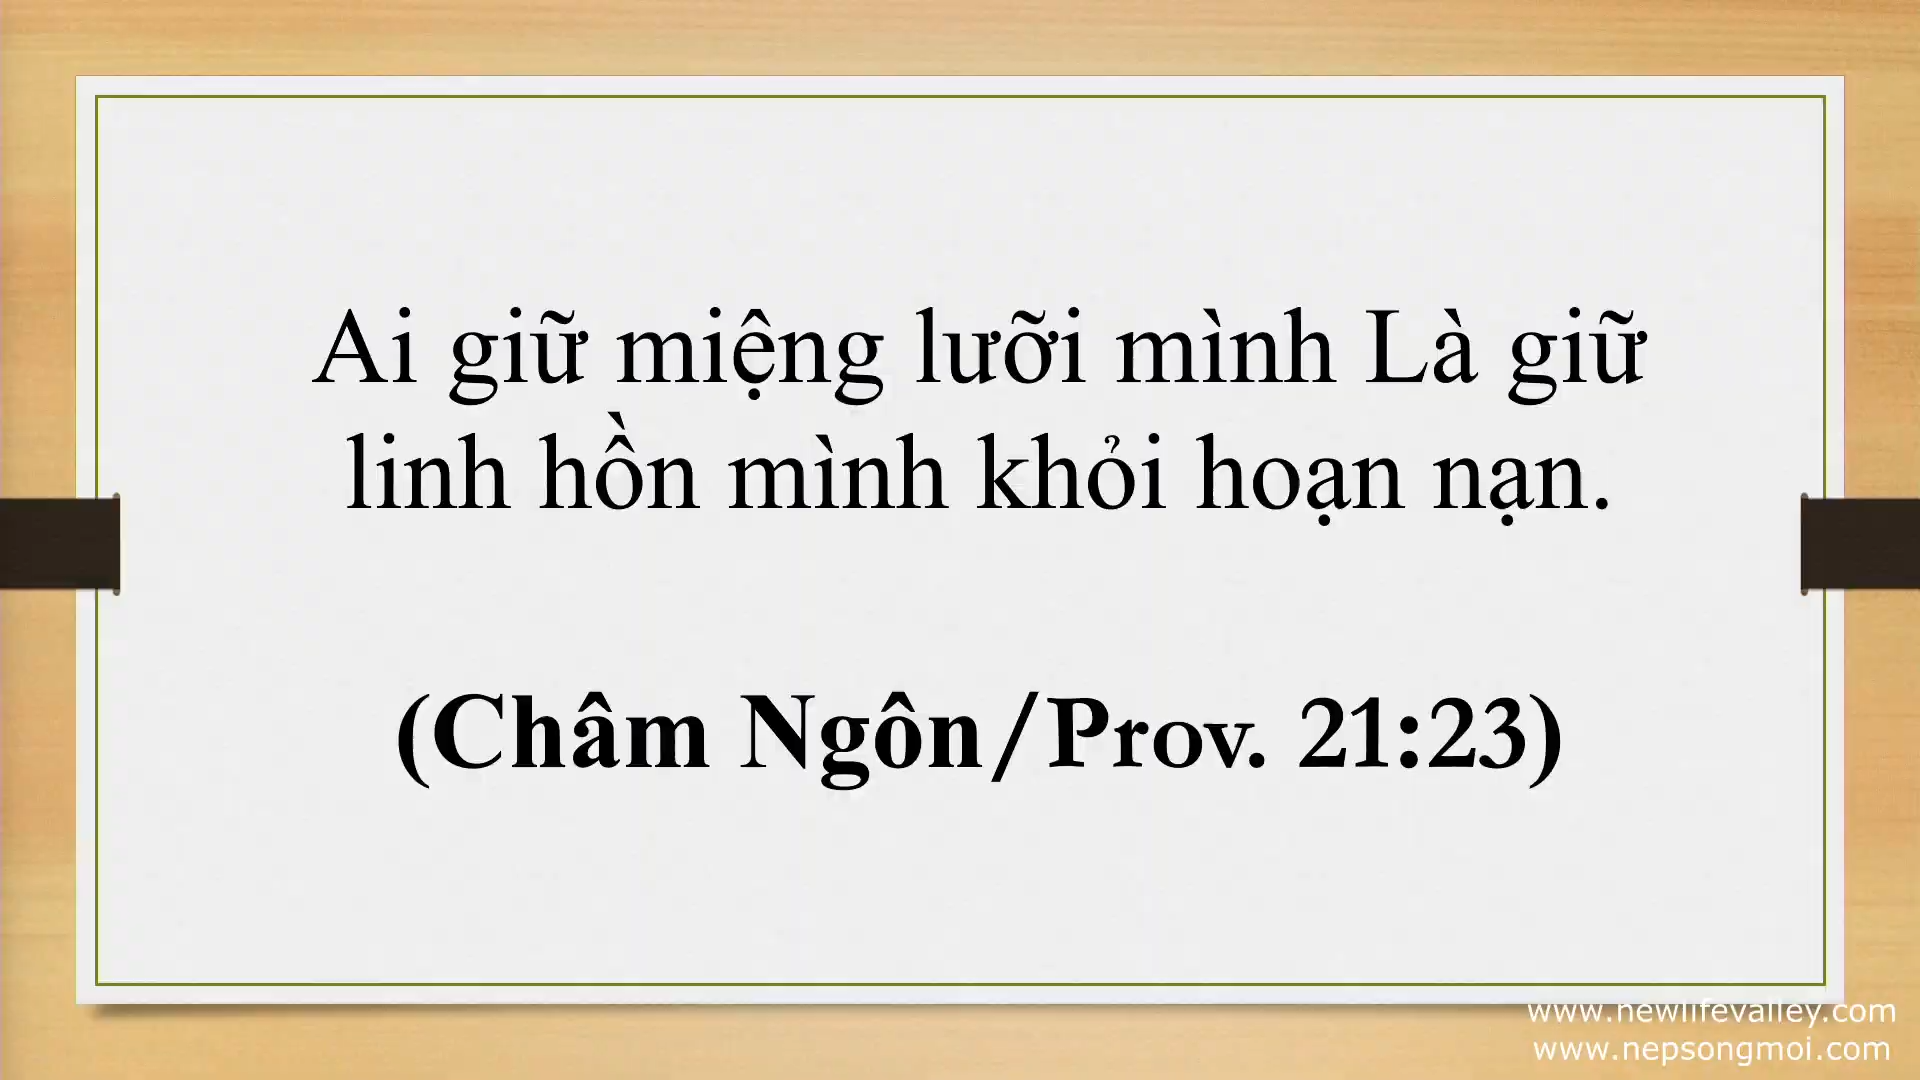 Ai giữ miệng lưỡi mình Là giữ
linh hồn mình khỏi hoạn nạn.
(Châm Ngôn/Prov. 21:23)
www.newlifevalley.com
www.nepsongmoi.com